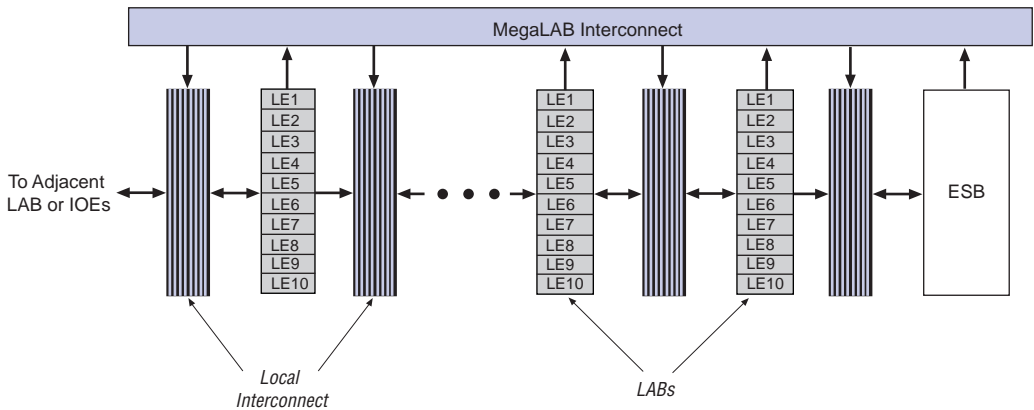 MegaLAB Interconnect
LE1
LE2
LE3
LE4
LE5
LE6
LE7
LE8
LE9
LE10
LE1
LE2
LE3
LE4
LE5
LE6
LE7
LE8
LE9
LE10
LE1
LE2
LE3
LE4
LE5
LE6
LE7
LE8
LE9
LE10
To Adjacent
LAB or IOEs
ESB
Local
Interconnect
LABs